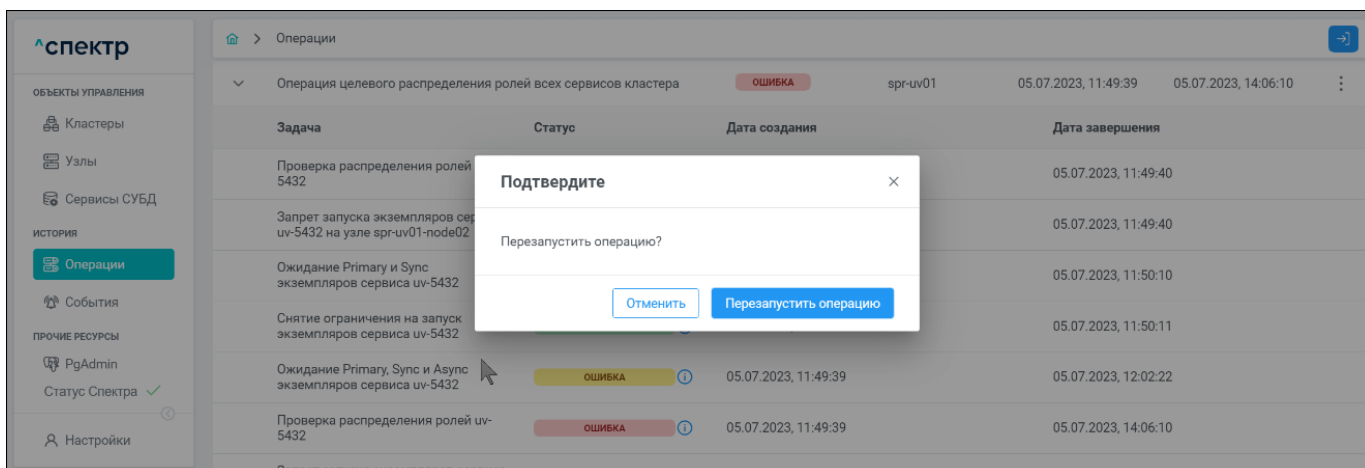 ^спектр
Операции
ОБЪЕКТЫ УПРАВЛЕНИЯ
Кластеры
Узлы
Сервисы СУБД
ИСТОРИЯ
Операции
События
ПРОЧИЕ РЕСУРСЫ
PgAdmin
Статус Спектра
Настройки
Операция целевого распределения ролей всех сервисов кластера ОШИБКА spr-uv01 05.07.2023, 11:49:39 05.07.2023, 14:06:10
Задача Статус Дата создания Дата завершения
Проверка распределения ролей
5432
05.07.2023, 11:49:40
Запрет запуска экземпляров сер
uv-5432 на узле spr-uv01-node02
05.07.2023, 11:49:40
Ожидание Primary и Sync
экземпляров сервиса uv-5432
05.07.2023, 11:50:10
Снятие ограничения на запуск
экземпляров сервиса uv-5432
05.07.2023, 11:50:11
Ожидание Primary, Sync и Async
экземпляров сервиса uv-5432
ОШИБКА 05.07.2023, 11:49:39 05.07.2023, 12:02:22
Проверка распределения ролей uv-
5432
ОШИБКА 05.07.2023, 11:49:39 05.07.2023, 14:06:10
Подтвердите
Перезапустить операцию?
Отменить Перезапустить операцию